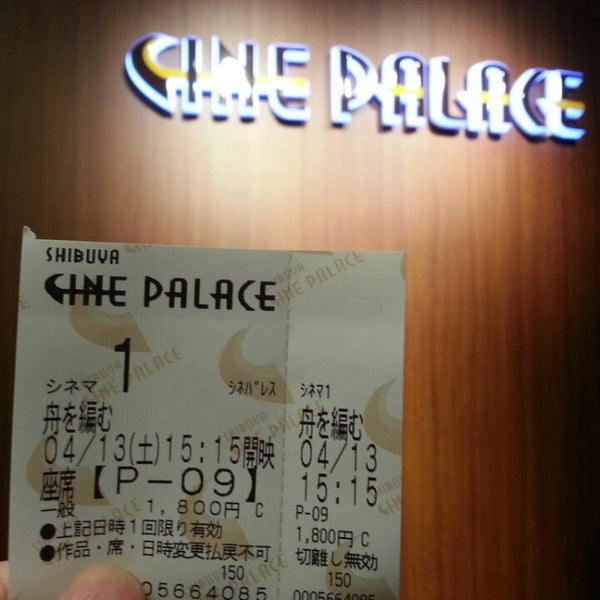 CINE PALACE
SHIBUYA
CINE PALACE
シネマ 1 シネパレス
舟を編む
04/13(土)15:15開映
座席【P-09】
一般 1,800円 C
●上記日時1回限り有効
●作品・席・日時変更払戻不可
150
0005664085
シネマ1
舟を編む
04/13
15:15
P-09
1,800円 C
切離し無効
150
0005664085